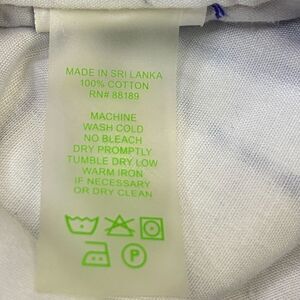 MADE IN SRI LANKA
100% COTTON
RN# 88189
MACHINE
WASH COLD
NO BLEACH
DRY PROMPTLY
TUMBLE DRY LOW
WARM IRON
IF NECESSARY
OR DRY CLEAN
P